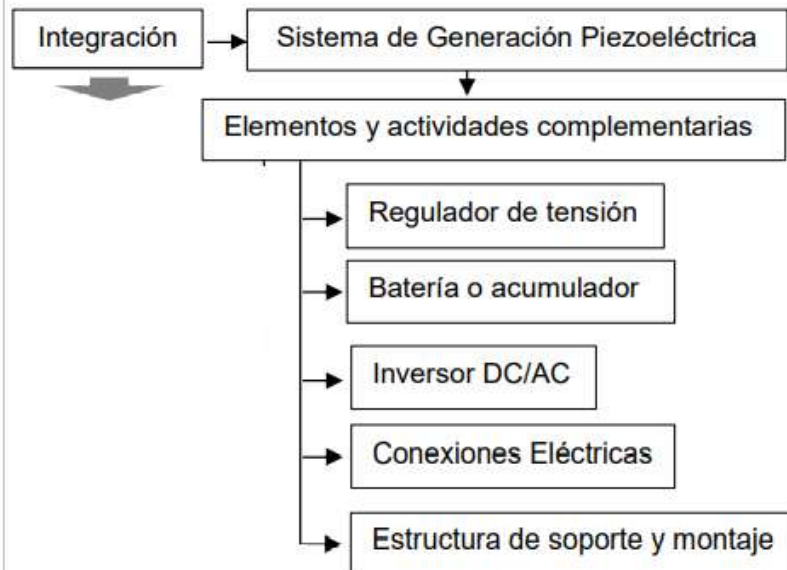 Integración
Sistema de Generación Piezoeléctrica
Elementos y actividades complementarias
Regulador de tensión
Batería o acumulador
Inversor DC/AC
Conexiones Eléctricas
Estructura de soporte y montaje